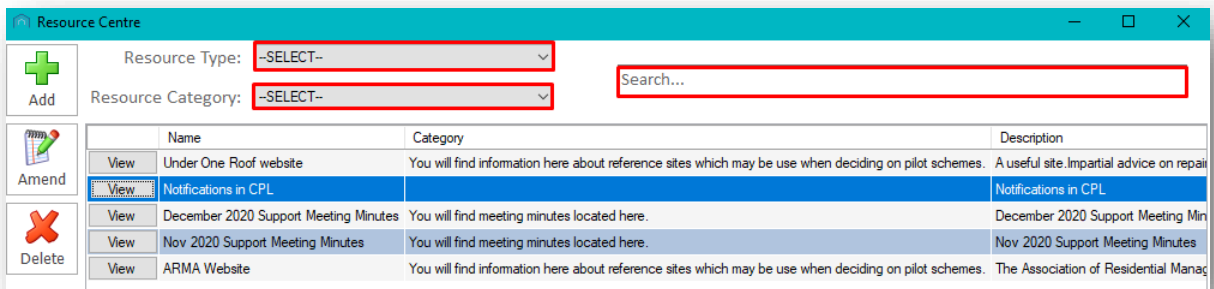 Resource Centre
Add
Resource Type: --SELECT--
Search...
Resource Category: --SELECT--
Name Category Description
View Under One Roof website You will find information here about reference sites which may be use when deciding on pilot schemes. A useful site.Impartial advice on
Amend
View Notifications in CPL Notifications in CPL
View December 2020 Support Meeting Minutes You will find meeting minutes located here. December 2020 Support Meeting
View Nov 2020 Support Meeting Minutes You will find meeting minutes located here. Nov 2020 Support Meeting Minutes
Delete
View ARMA Website You will find information here about reference sites which may be use when deciding on pilot schemes. The Association of Residential